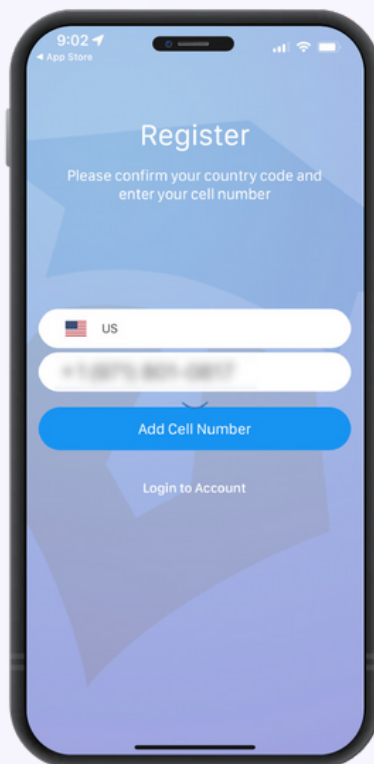 9:02
◀ App Store
Register
Please confirm your country code and
enter your cell number
US
Add Cell Number
Login to Account